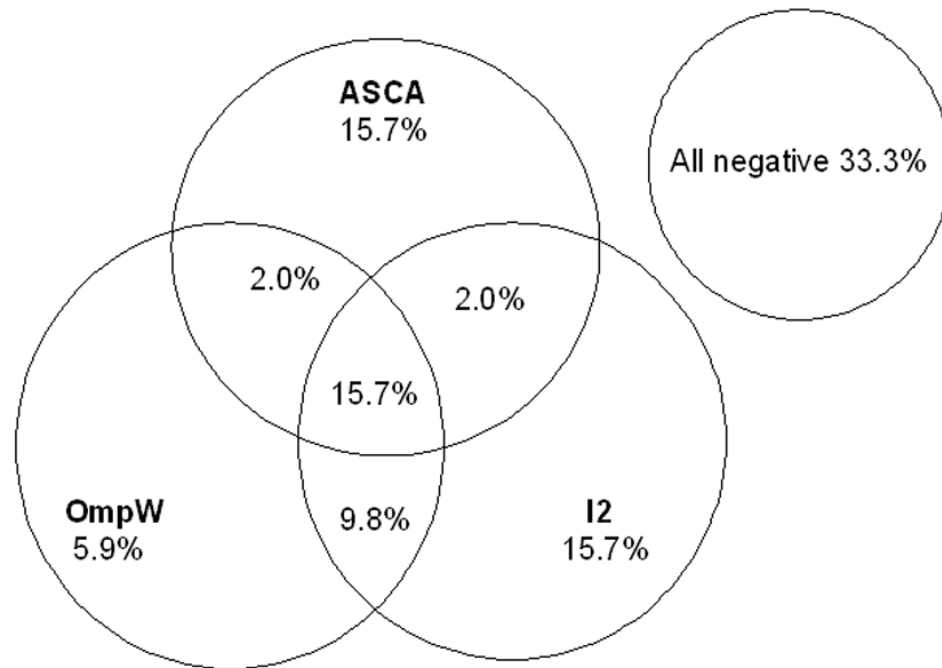 ASCA
15.7%
All negative 33.3%
2.0%
2.0%
15.7%
OmpW
5.9%
9.8%
I2
15.7%